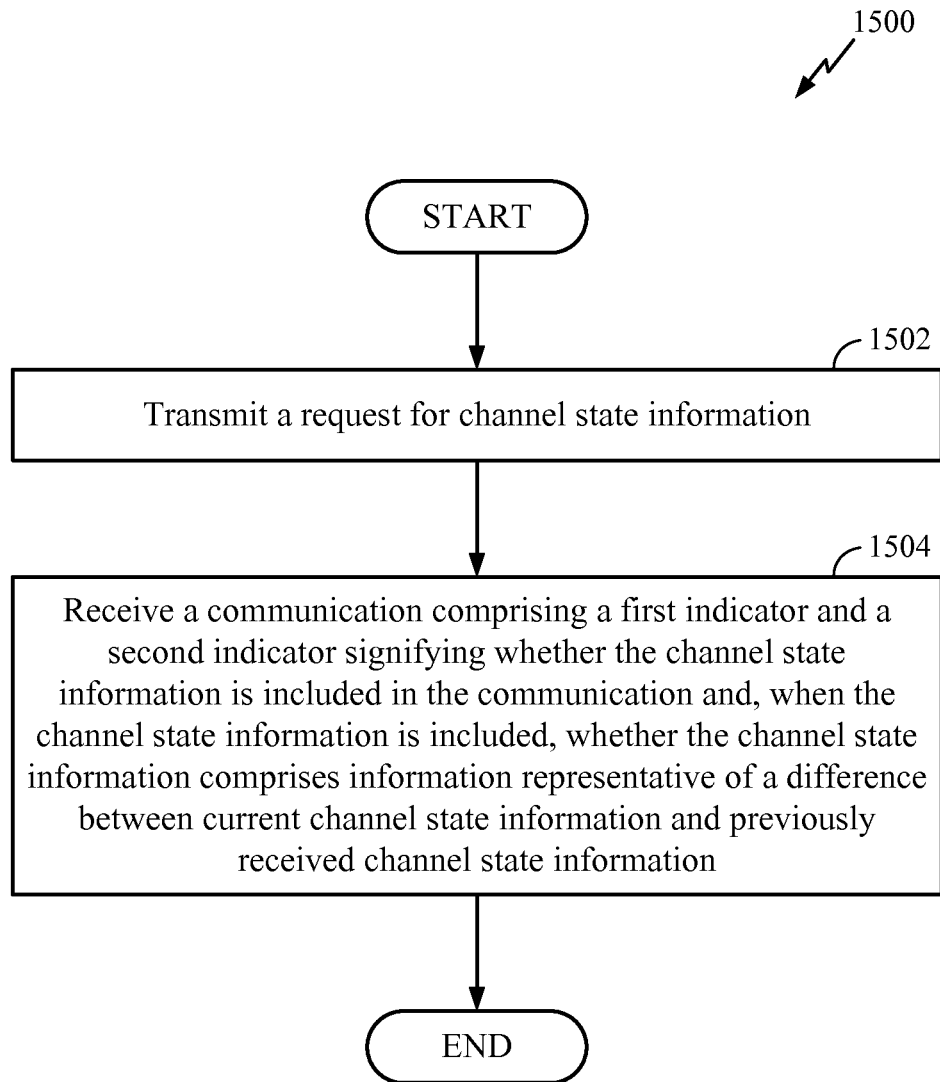 1500
START
1502
Transmit a request for channel state information
1504
Receive a communication comprising a first indicator and a
second indicator signifying whether the channel state
information is included in the communication and, when the
channel state information is included, whether the channel state
information comprises information representative of a difference
between current channel state information and previously
received channel state information
END